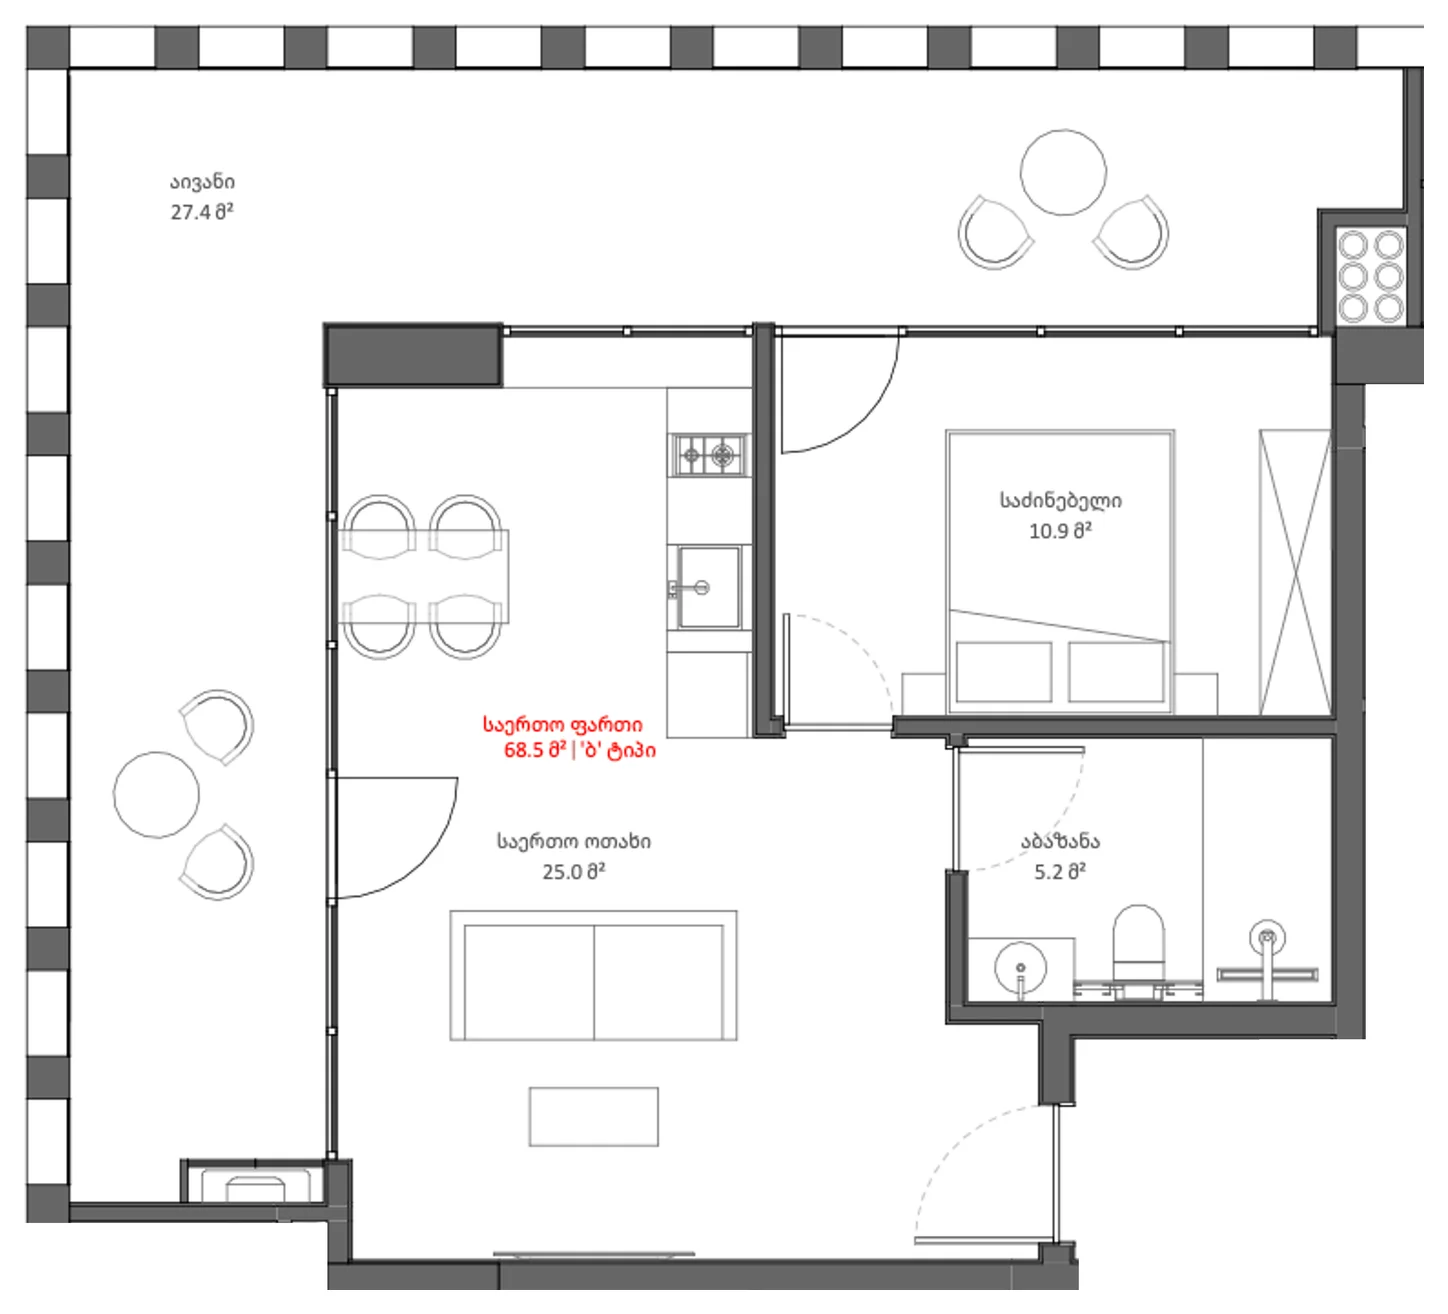 აივანი
27.4 მ²
საძინებელი
10.9 მ²
საერთო ფართი
68.5 მ² | 'ბ' ტიპი
საერთო ოთახი
25.0 მ²
აბაზანა
5.2 მ²